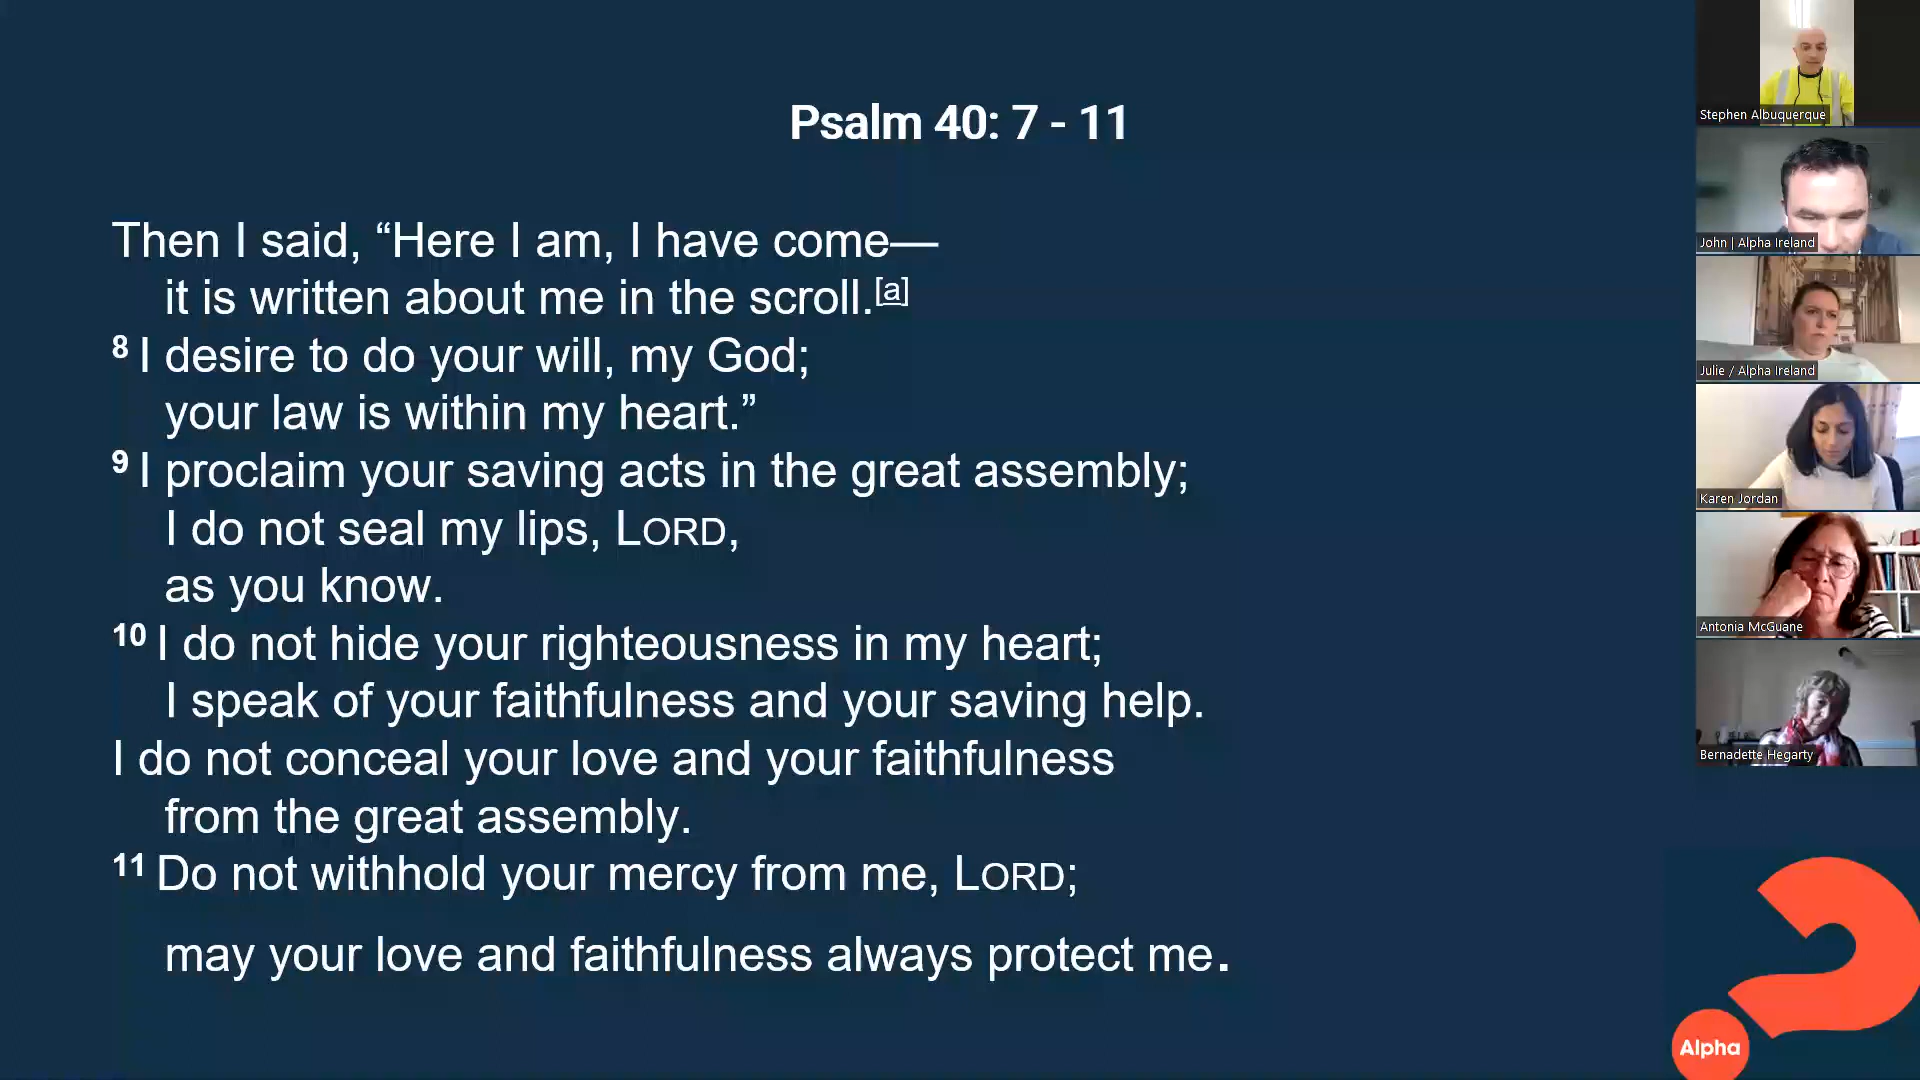 Psalm 40: 7 - 11
Then I said, “Here I am, I have come—
it is written about me in the scroll.[a]
8 I desire to do your will, my God;
your law is within my heart.”
9 I proclaim your saving acts in the great assembly;
I do not seal my lips, LORD,
as you know.
10 I do not hide your righteousness in my heart;
I speak of your faithfulness and your saving help.
I do not conceal your love and your faithfulness
from the great assembly.
11 Do not withhold your mercy from me, LORD;
may your love and faithfulness always protect me.
Stephen Albuquerque
John | Alpha Ireland
Julie / Alpha Ireland
Karen Jordan
Antonia McGuane
Bernadette Hegarty
Alpha